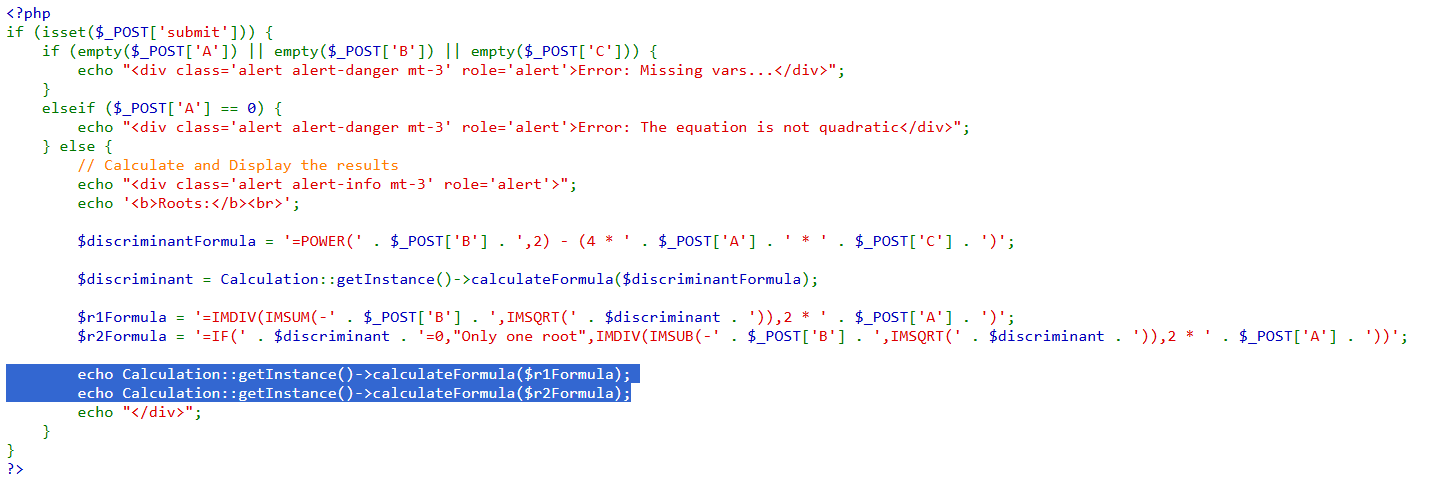 <?php
if (isset($_POST['submit'])) {
    if (empty($_POST['A']) || empty($_POST['B']) || empty($_POST['C'])) {
        echo "<div class='alert alert-danger mt-3' role='alert'>Error: Missing vars...</div>";
    }
    elseif ($_POST['A'] == 0) {
        echo "<div class='alert alert-danger mt-3' role='alert'>Error: The equation is not quadratic</div>";
    } else {
        // Calculate and Display the results
        echo "<div class='alert alert-info mt-3' role='alert'>";
        echo '<b>Roots:</b><br>';

        $discriminantFormula = '=POWER(' . $_POST['B'] . ',2) - (4 * ' . $_POST['A'] . ' * ' . $_POST['C'] . ')';

        $discriminant = Calculation::getInstance()->calculateFormula($discriminantFormula);

        $r1Formula = '=IMDIV(IMSUM(-' . $_POST['B'] . ',IMSQRT(' . $discriminant . ')),2 * ' . $_POST['A'] . ')';
        $r2Formula = '=IF(' . $discriminant . '=0,"Only one root",IMDIV(IMSUB(-' . $_POST['B'] . ',IMSQRT(' . $discriminant . ')),2 * ' . $_POST['A'] . '))';

        echo Calculation::getInstance()->calculateFormula($r1Formula);
        echo Calculation::getInstance()->calculateFormula($r2Formula);
        echo "</div>";
    }
}
?>